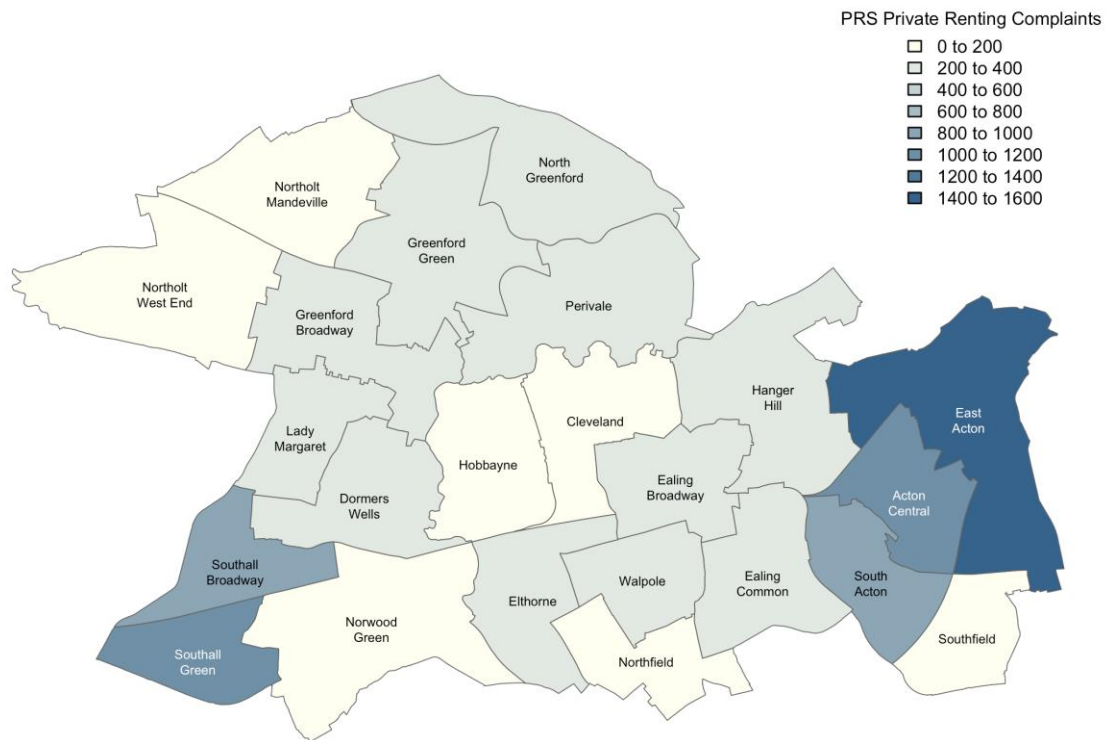 PRS Private Renting Complaints
0 to 200
200 to 400
400 to 600
600 to 800
800 to 1000
1000 to 1200
1200 to 1400
1400 to 1600
North
Greenford
Northolt
Mandeville
Greenford
Green
Northolt
West End
Greenford
Broadway
Perivale
Hanger
Hill
East
Acton
Cleveland
Lady
Margaret
Hobbayne
Ealing
Broadway
Dormers
Wells
Acton
Central
Southall
Broadway
Walpole
Ealing
Common
South
Acton
Elthorne
Norwood
Green
Southfield
Southall
Green
Northfield